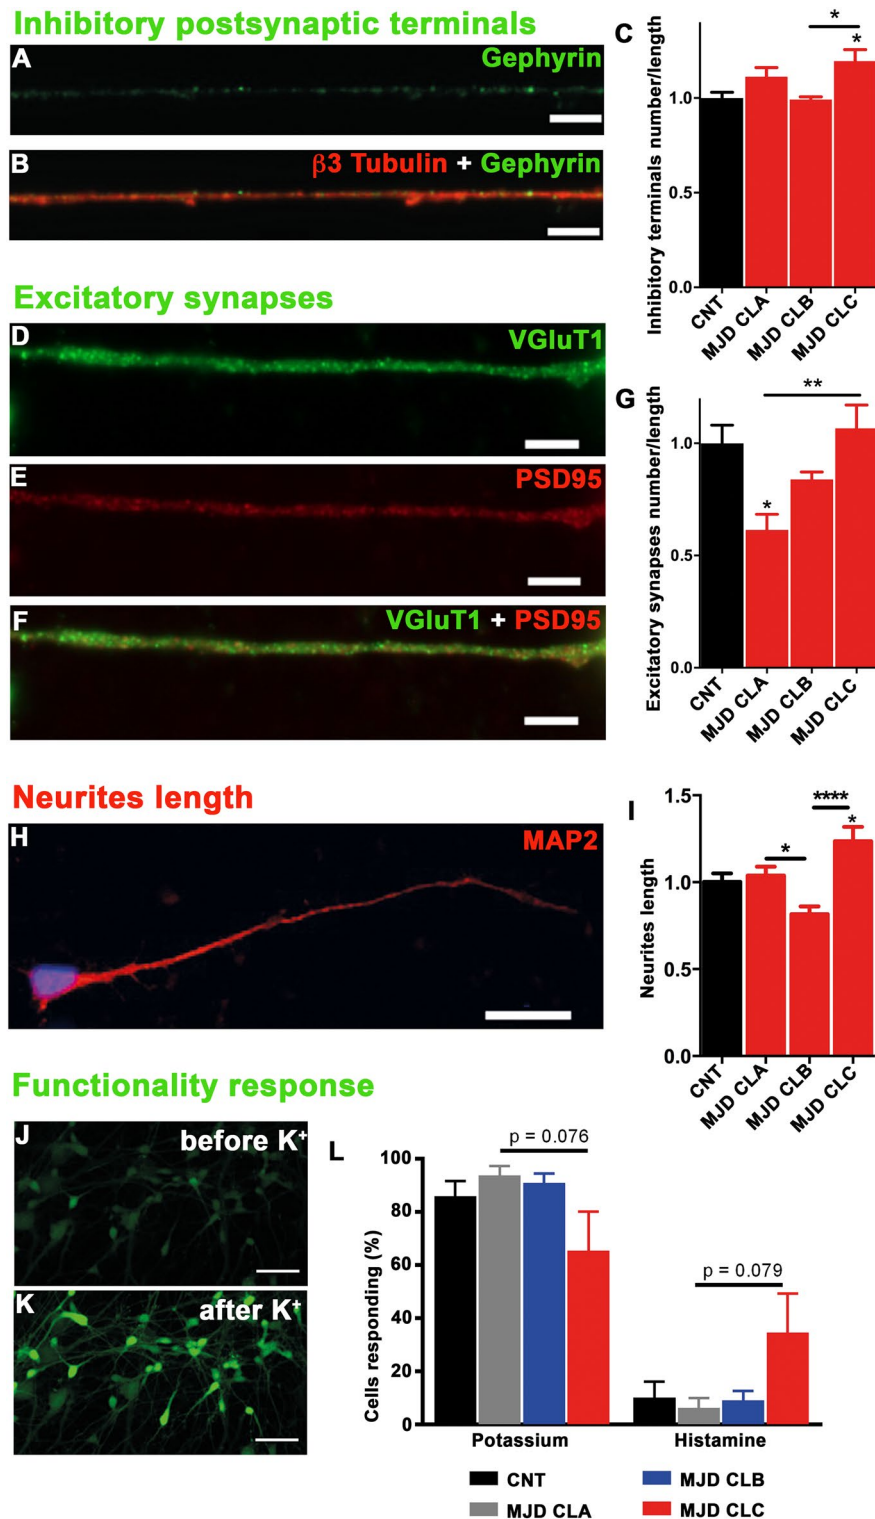 Inhibitory postsynaptic terminals
A
Gephyrin
B
β3 Tubulin + Gephyrin
C
Inhibitory terminals number/length
*
*
1.0
0.5
0.0
CNT
MJD CLA
MJD CLB
MJD CLC
Excitatory synapses
D
VGluT1
E
PSD95
F
VGluT1 + PSD95
G
Excitatory synapses number/length
**
*
1.0
0.5
0.0
CNT
MJD CLA
MJD CLB
MJD CLC
Neurites length
H
MAP2
I
Neurites length
****
*
*
1.5
1.0
0.5
0.0
CNT
MJD CLA
MJD CLB
MJD CLC
Functionality response
J
before K+
K
after K+
L
Cells responding (%)
p = 0.076
p = 0.079
100
80
60
40
20
0
Potassium
Histamine
CNT
MJD CLA
MJD CLB
MJD CLC